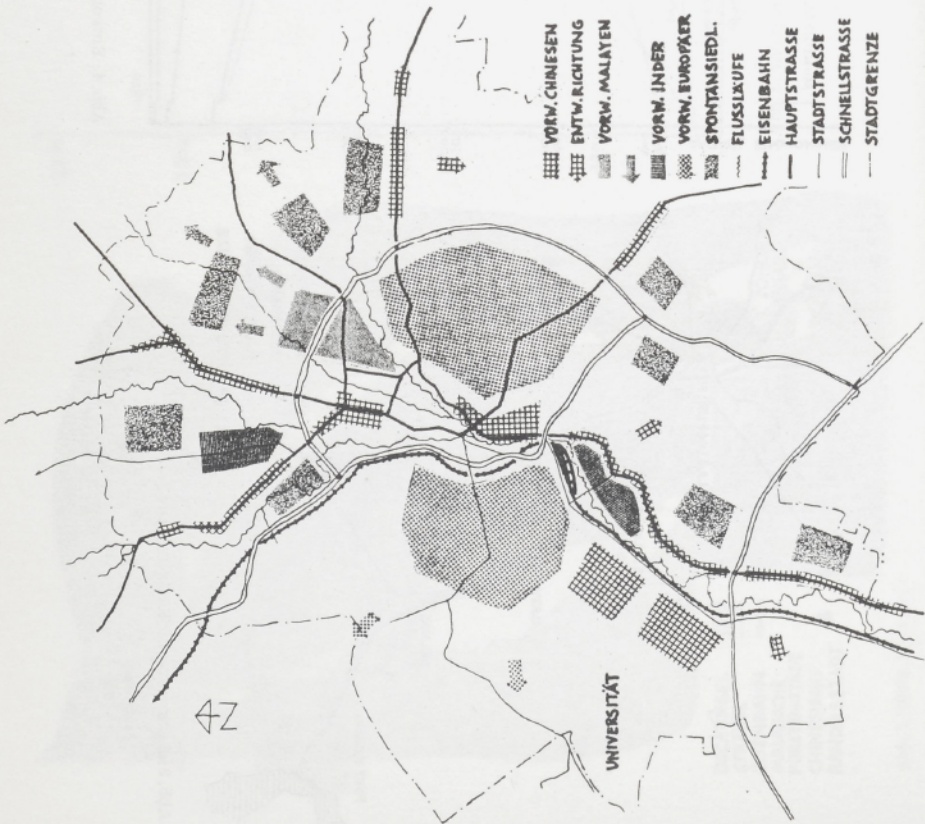 VORW. CHINESEN
ENTW. RICHTUNG
VORW. MALAYEN
VORW. INDER
VORW. EUROPÄER
SPONTANSIEDL.
FLUSSLÄUFE
EISENBAHN
HAUPTSTRASSE
STADTSTRASSE
SCHNELLSTRASSE
STADTGRENZE
UNIVERSITÄT
N